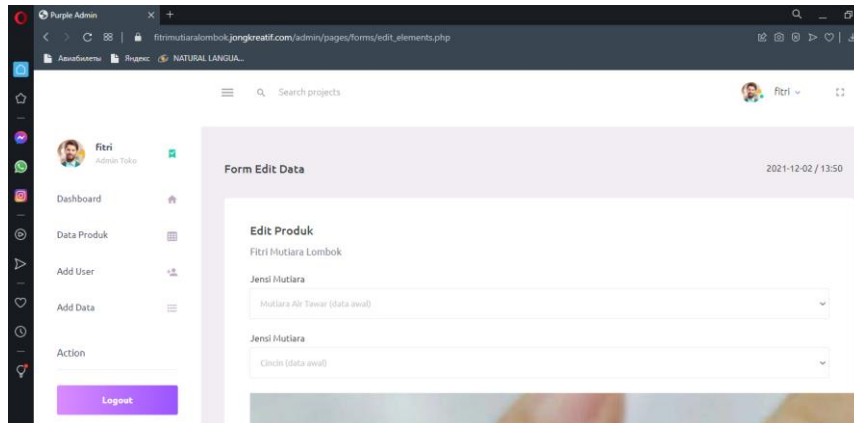 Purple Admin
fitrimutiaralombok.jongkreatif.com/admin/pages/forms/edit_elements.php
Авиабилеты Яндекс NATURAL LANGUA...
Search projects
fitri
fitri
Admin Toko
Form Edit Data
2021-12-02 / 13:50
Dashboard
Data Produk
Add User
Add Data
Action
Logout
Edit Produk
Fitri Mutiara Lombok
Jensi Mutiara
Mutiara Air Tawar (data awal)
Jensi Mutiara
Cincin (data awal)